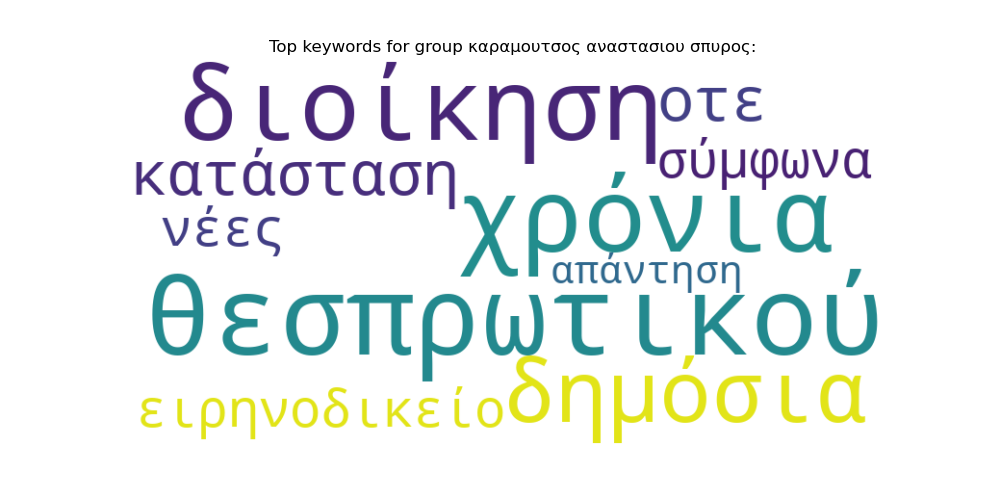 Top keywords for group καραμουτσος αναστασιου σπυρος:
διοίκηση
οτε
σύμφωνα
κατάσταση
χρόνια
νέες
απάντηση
θεσπρωτικού
δημόσια
ειρηνοδικείο